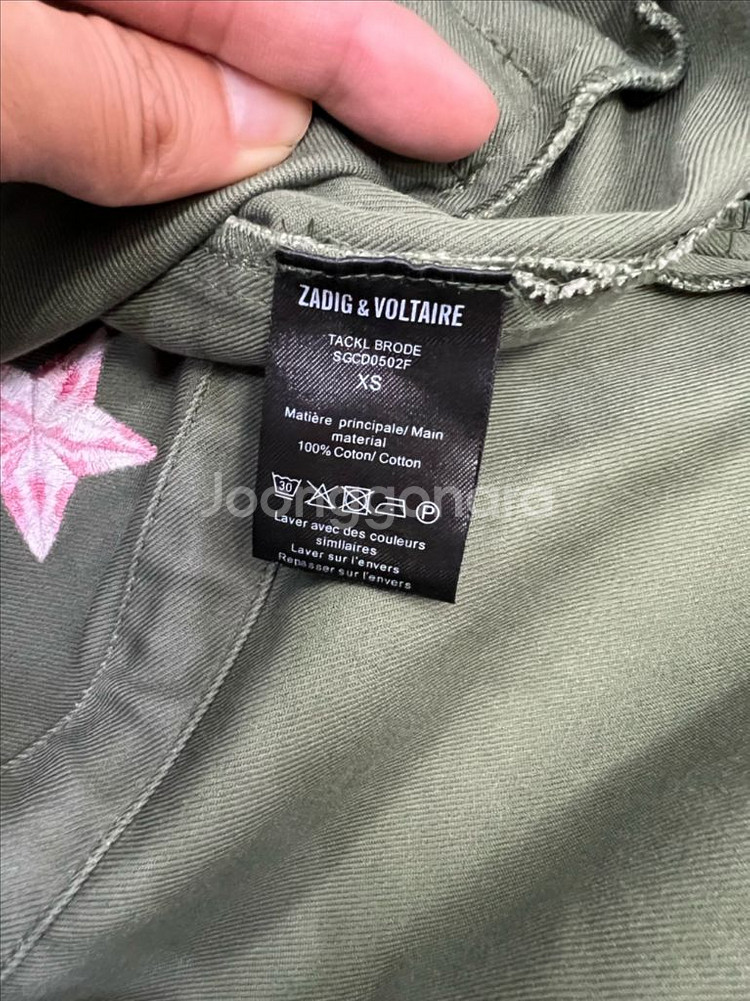 ZADIG & VOLTAIRE
TACKL BRODE
SGCD0502F
XS
Matière principale/ Main
material
100% Coton/ Cotton
30
P
Joonggonara
Laver avec des couleurs
similaires
Laver sur l'envers
Repasser sur l'envers